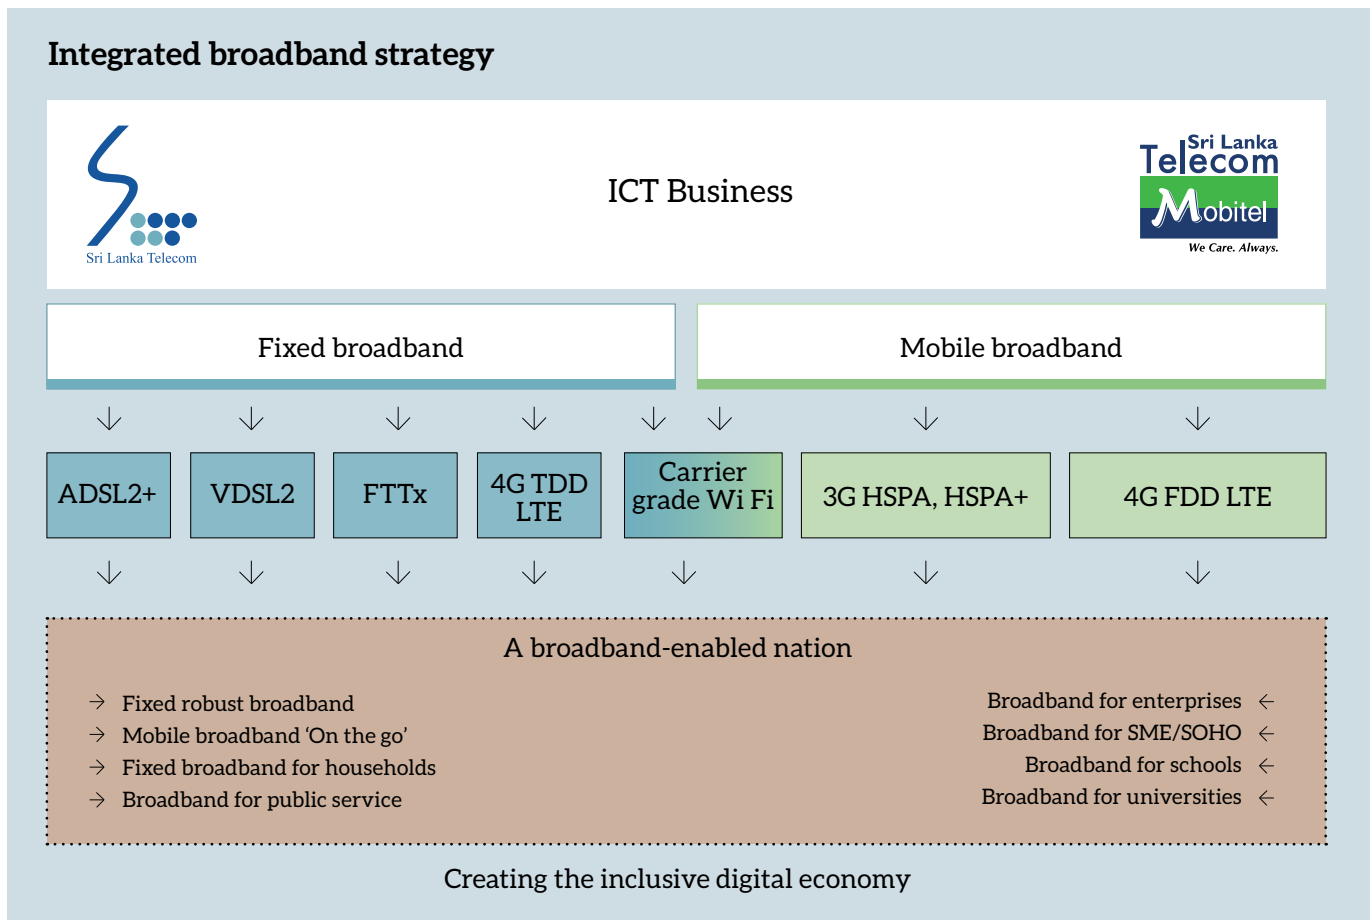 Integrated broadband strategy
Sri Lanka Telecom
ICT Business
Sri Lanka
Telecom
Mobitel
We Care. Always.
Fixed broadband
Mobile broadband
ADSL2+
VDSL2
FTTx
4G TDD
LTE
Carrier
grade Wi Fi
3G HSPA, HSPA+
4G FDD LTE
A broadband-enabled nation
→ Fixed robust broadband
→ Mobile broadband ‘On the go’
→ Fixed broadband for households
→ Broadband for public service
Broadband for enterprises ←
Broadband for SME/SOHO ←
Broadband for schools ←
Broadband for universities ←
Creating the inclusive digital economy